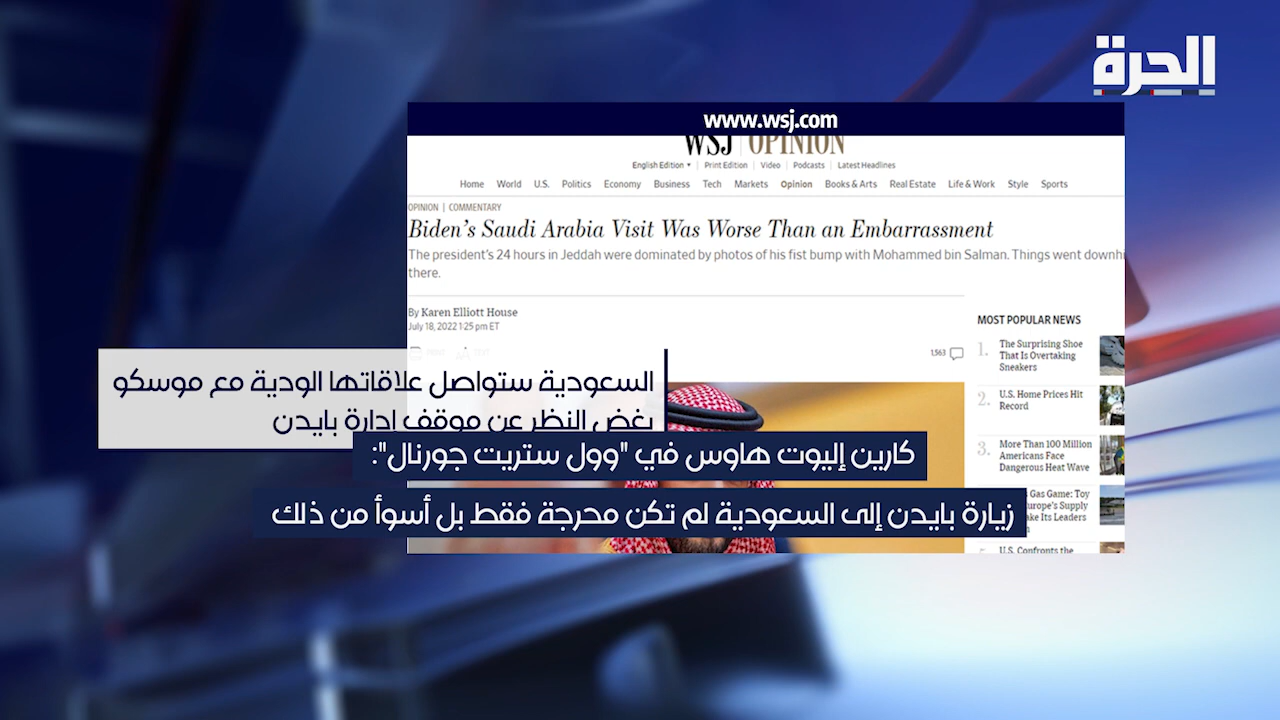 الحرة
www.wsj.com
WSJ OPINION
English Edition ▾ | Print Edition | Video | Podcasts | Latest Headlines
Home World U.S. Politics Economy Business Tech Markets Opinion Books & Arts Real Estate Life & Work Style Sports
OPINION | COMMENTARY
Biden's Saudi Arabia Visit Was Worse Than an Embarrassment
The president's 24 hours in Jeddah were dominated by photos of his fist bump with Mohammed bin Salman. Things went downh
there.
By Karen Elliott House
July 18, 2022 1:25 pm ET
1,563
MOST POPULAR NEWS
1. The Surprising Shoe
That Is Overtaking
Sneakers
2. U.S. Home Prices Hit
Record
3. More Than 100 Million
Americans Face
Dangerous Heat Wave
Gas Game: Toy
urope's Supply
ke Its Leaders
5. U.S. Confronts the
السعودية ستواصل علاقاتها الودية مع موسكو
بغض النظر عن موقف إدارة بايدن
كارين إليوت هاوس في "وول ستريت جورنال":
زيارة بايدن إلى السعودية لم تكن محرجة فقط بل أسوأ من ذلك